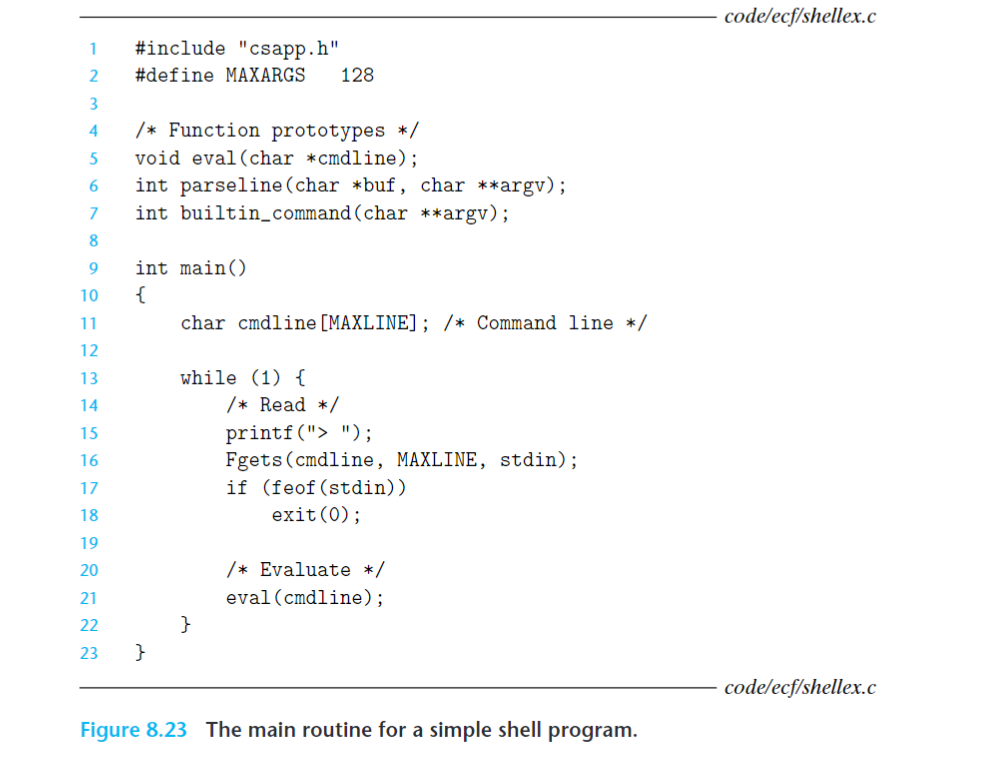 code/ecf/shellex.c
1 #include "csapp.h"
2 #define MAXARGS   128
3
4 /* Function prototypes */
5 void eval(char *cmdline);
6 int parseline(char *buf, char **argv);
7 int builtin_command(char **argv);
8
9 int main()
10 {
11     char cmdline[MAXLINE]; /* Command line */
12
13     while (1) {
14         /* Read */
15         printf("> ");
16         Fgets(cmdline, MAXLINE, stdin);
17         if (feof(stdin))
18             exit(0);
19
20         /* Evaluate */
21         eval(cmdline);
22     }
23 }
code/ecf/shellex.c
Figure 8.23 The main routine for a simple shell program.